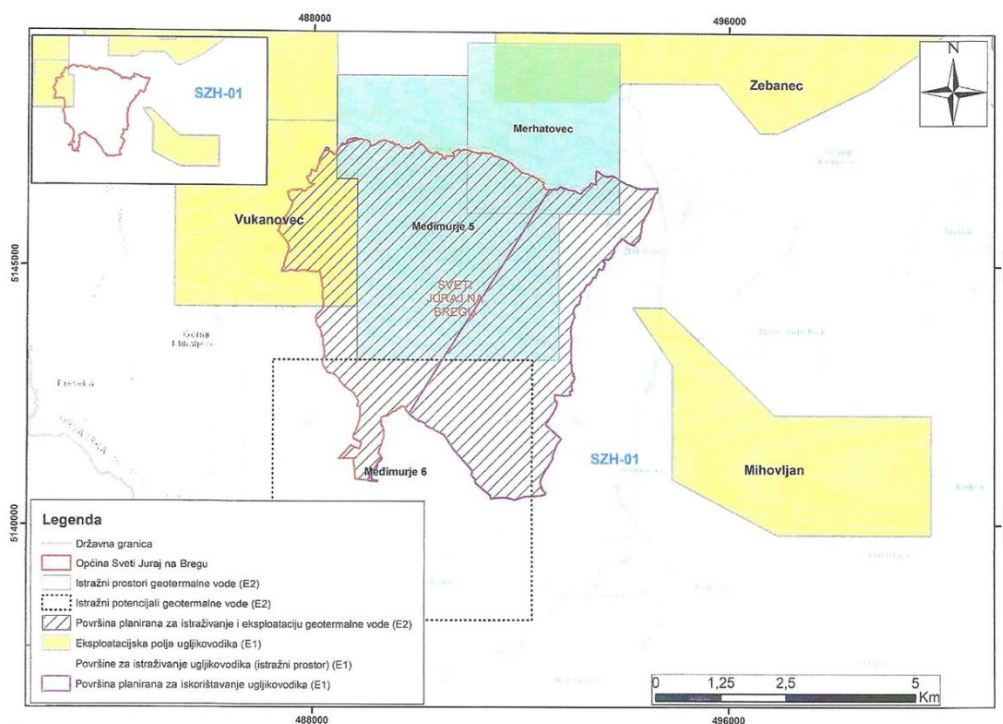 488000
496000
N
SZH-01
Zebanec
Merhatovec
Vukanovec
Međimurje 5
5145000
5145000
SVETI
JURAJ NA
BREGU
SZH-01
Mihovljan
Međimurje 6
5140000
5140000
Legenda
Državna granica
Općina Sveti Juraj na Bregu
Istražni prostori geotermalne vode (E2)
Istražni potencijali geotermalne vode (E2)
Površina planirana za istraživanje i eksploataciju geotermalne vode (E2)
Eksploatacijska polja ugljikovodika (E1)
Površine za istraživanje ugljikovodika (istražni prostor) (E1)
Površina planirana za iskorištavanje ugljikovodika (E1)
0 1,25 2,5 5
Km
488000
496000